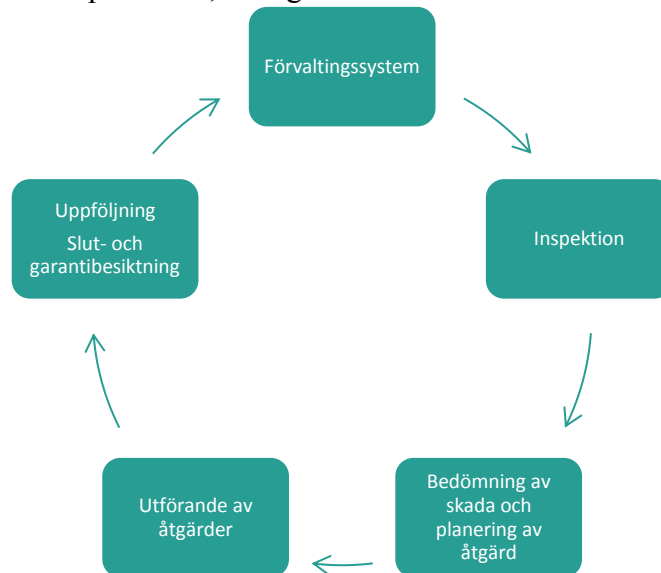 Förvaltingssystem
Inspektion
Bedömning av
skada och
planering av
åtgärd
Utförande av
åtgärder
Uppföljning
Slut- och
garantibesiktning